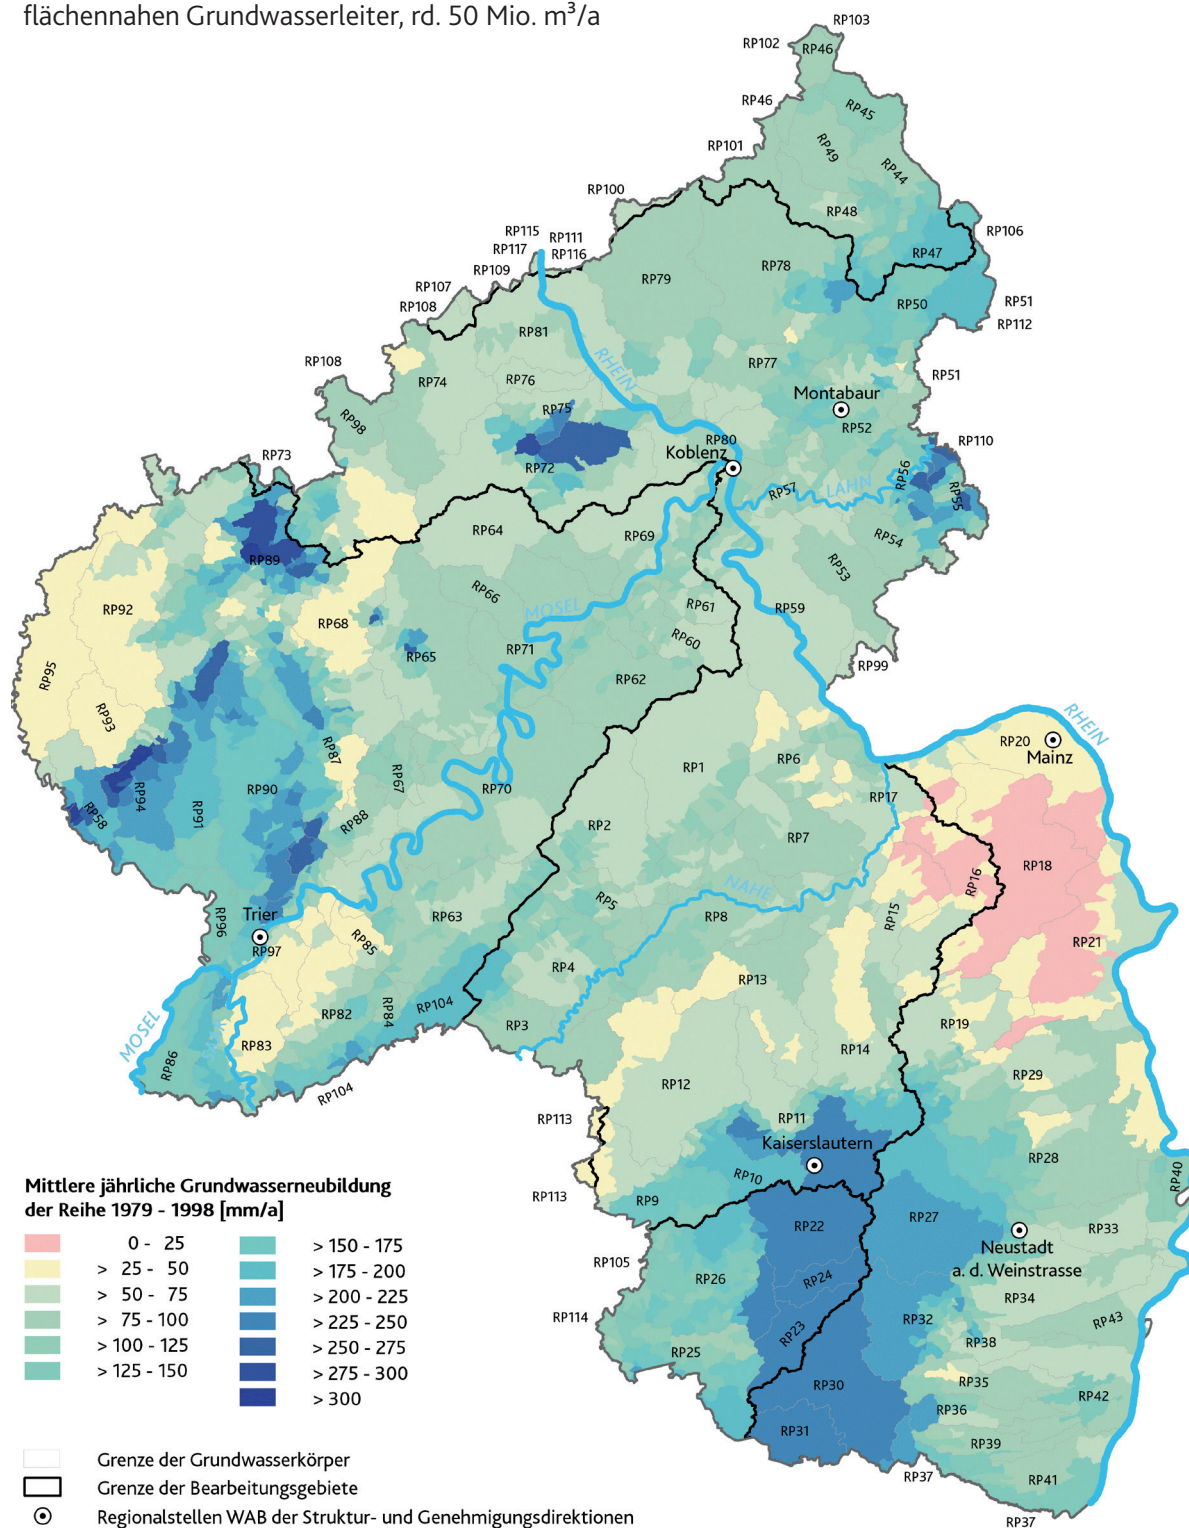 flächennahen Grundwasserleiter, rd. 50 Mio. m³/a
RP103
RP102
RP46
RP46
RP45
RP101
RP49
RP44
RP100
RP48
RP115
RP111
RP106
RP117
RP116
RP47
RP109
RP79
RP78
RP107
RP50
RP51
RP108
RP112
RP81
RP108
RHEIN
RP77
RP74
RP76
RP51
Montabaur
RP75
RP98
RP52
RP80
RP110
Koblenz
RP73
RP72
RP56
LAHN
RP57
RP55
RP64
RP69
RP54
RP89
RP53
RP66
RP92
MOSEL
RP61
RP59
RP68
RP60
RP71
RP65
RP99
RP95
RP62
RP93
RHEIN
RP20
RP87
RP6
Mainz
RP1
RP67
RP90
RP70
RP94
RP17
RP58
RP91
RP88
RP2
RP7
RP18
RP16
NAHE
RP5
Trier
RP63
RP8
RP15
RP96
RP85
RP21
RP97
RP4
RP13
RP104
RP82
RP84
RP3
RP19
MOSEL
RP83
RP14
RP86
RP29
RP12
RP104
RP113
RP11
Kaiserslautern
RP28
RP10
RP40
RP113
RP9
RP27
RP22
RP33
Neustadt
a. d. Weinstrasse
RP105
RP26
RP24
RP34
RP114
RP32
RP43
RP23
RP38
RP25
RP35
RP30
RP42
RP36
RP31
RP39
RP37
RP41
RP37
Mittlere jährliche Grundwasserneubildung
der Reihe 1979 - 1998 [mm/a]
0 - 25
> 25 - 50
> 50 - 75
> 75 - 100
> 100 - 125
> 125 - 150
> 150 - 175
> 175 - 200
> 200 - 225
> 225 - 250
> 250 - 275
> 275 - 300
> 300
Grenze der Grundwasserkörper
Grenze der Bearbeitungsgebiete
Regionalstellen WAB der Struktur- und Genehmigungsdirektionen